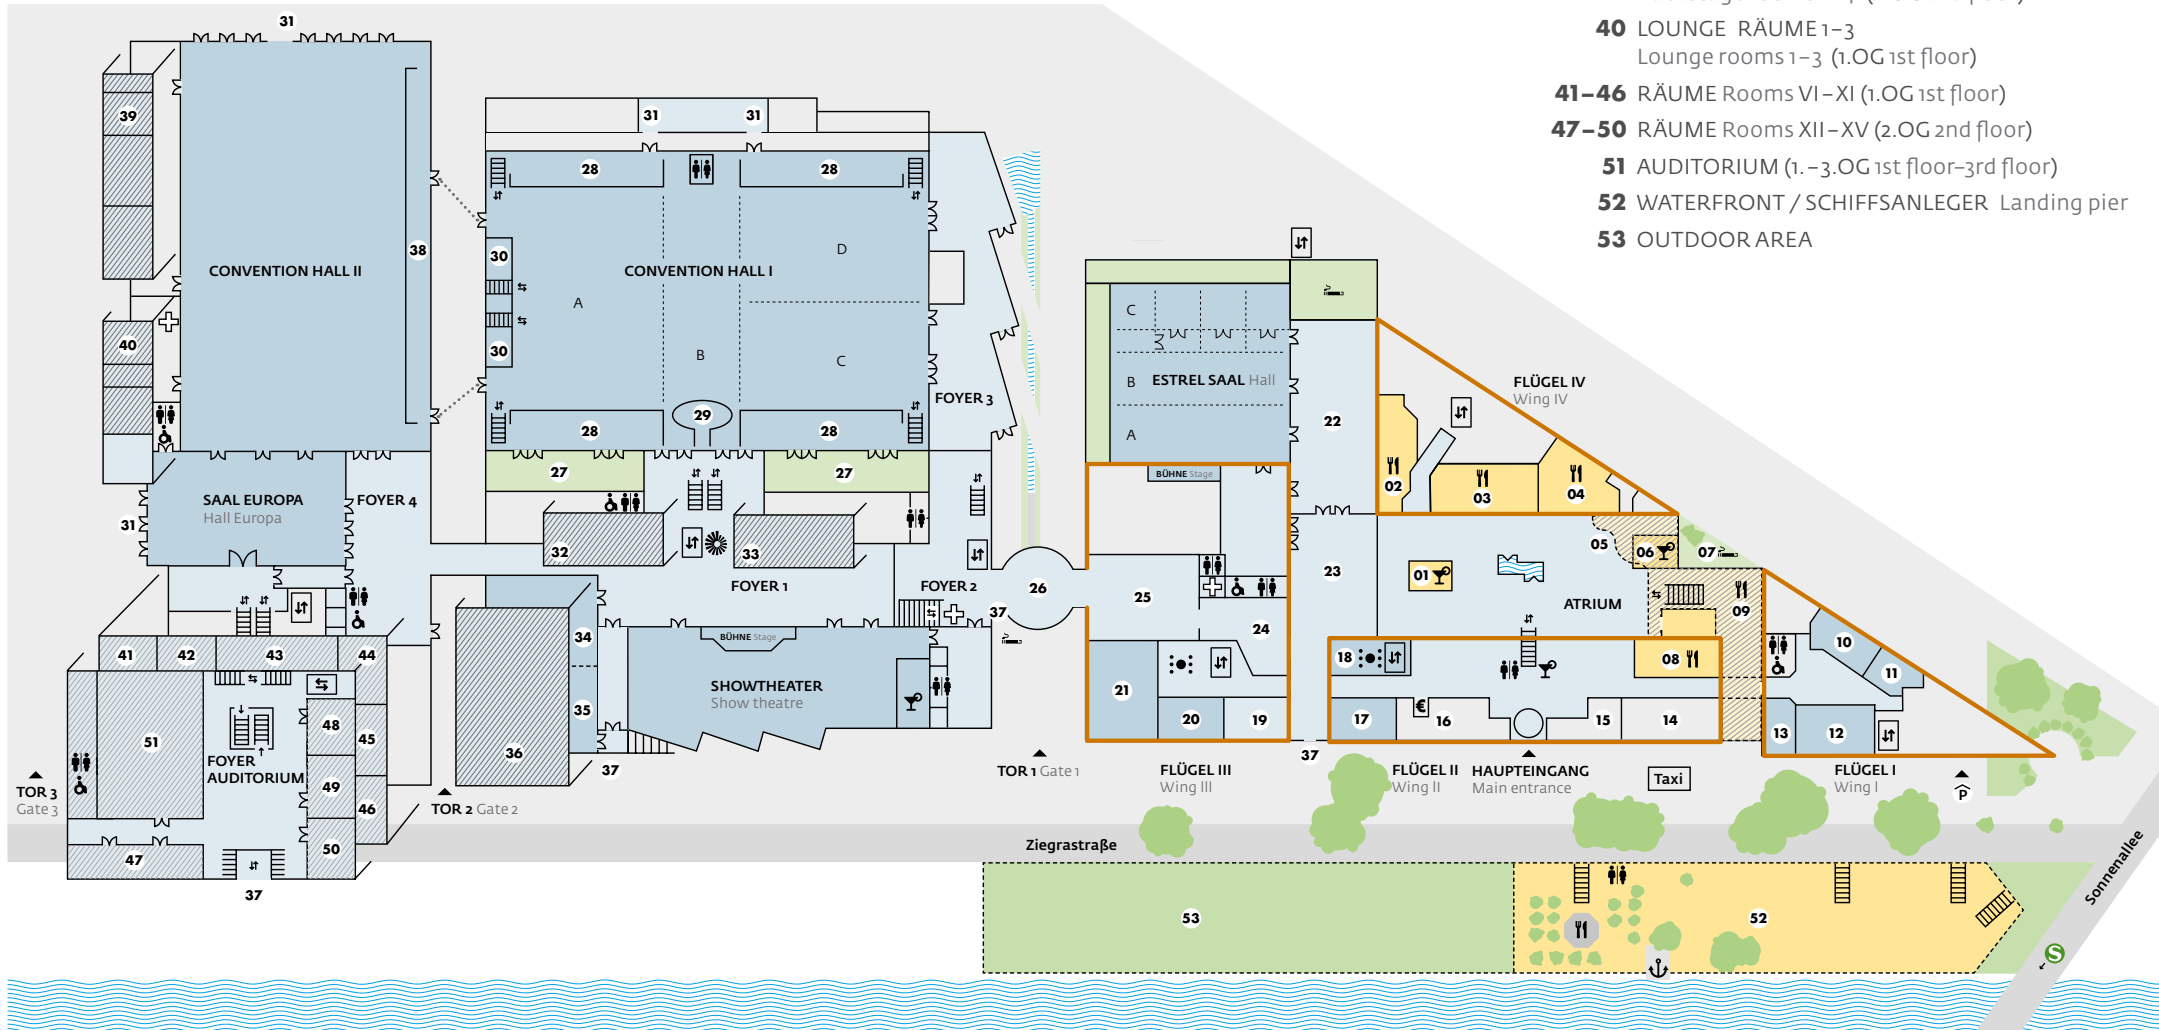 40 LOUNGE RÄUME 1–3
Lounge rooms 1–3 (1.OG 1st floor)
41–46 RÄUME Rooms VI–XI (1.OG 1st floor)
47–50 RÄUME Rooms XII–XV (2.OG 2nd floor)
51 AUDITORIUM (1.–3.OG 1st floor–3rd floor)
52 WATERFRONT / SCHIFFSANLEGER Landing pier
53 OUTDOOR AREA
31
39
CONVENTION HALL II
38
40
31
31
28
28
30
30
CONVENTION HALL I
A
B
C
D
29
28
28
27
27
FOYER 3
SAAL EUROPA
Hall Europa
31
FOYER 4
32
33
FOYER 1
FOYER 2
37
26
34
35
36
37
BÜHNE Stage
SHOWTHEATER
Show theatre
41
42
43
44
48
45
49
46
50
51
47
FOYER
AUDITORIUM
37
TOR 3
Gate 3
TOR 2 Gate 2
TOR 1 Gate 1
C
B
A
ESTREL SAAL Hall
BÜHNE Stage
22
23
25
24
21
20
19
FLÜGEL IV
Wing IV
02
03
04
05
06
07
01
ATRIUM
09
08
18
17
€
16
15
14
10
11
13
12
37
FLÜGEL III
Wing III
FLÜGEL II
Wing II
HAUPTEINGANG
Main entrance
Taxi
FLÜGEL I
Wing I
P
Ziegrastraße
Sonnenallee
53
52
S